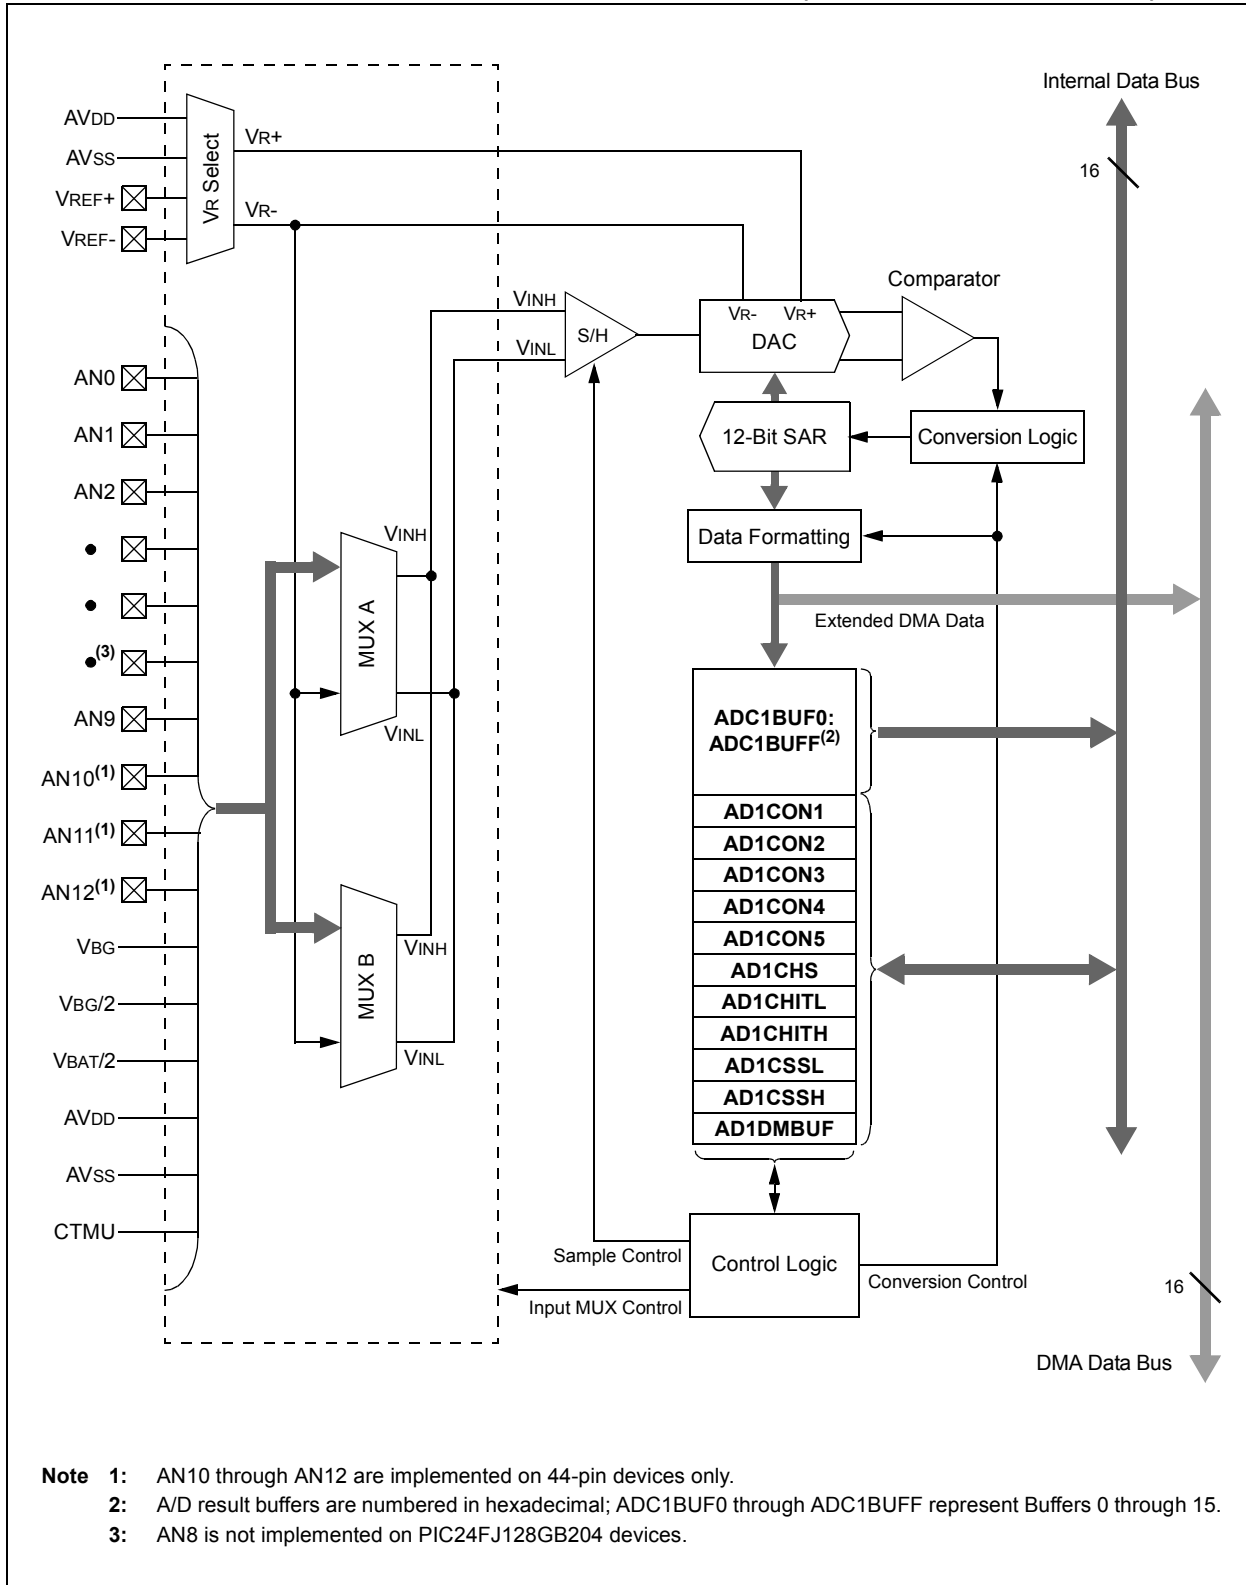 Internal Data Bus
AVDD
AVSS
VREF+
VREF-
VR Select
VR+
VR-
16
Comparator
VINH
VINL
S/H
VR- VR+
DAC
12-Bit SAR
Conversion Logic
Data Formatting
Extended DMA Data
AN0
AN1
AN2
(3)
AN9
AN10(1)
AN11(1)
AN12(1)
VBG
VBG/2
VBAT/2
AVDD
AVSS
CTMU
VINH
MUX A
VINL
MUX B
VINH
VINL
ADC1BUF0:
ADC1BUFF(2)
AD1CON1
AD1CON2
AD1CON3
AD1CON4
AD1CON5
AD1CHS
AD1CHITL
AD1CHITH
AD1CSSL
AD1CSSH
AD1DMBUF
Sample Control
Control Logic
Conversion Control
Input MUX Control
16
DMA Data Bus
Note 1: AN10 through AN12 are implemented on 44-pin devices only.
2: A/D result buffers are numbered in hexadecimal; ADC1BUF0 through ADC1BUFF represent Buffers 0 through 15.
3: AN8 is not implemented on PIC24FJ128GB204 devices.